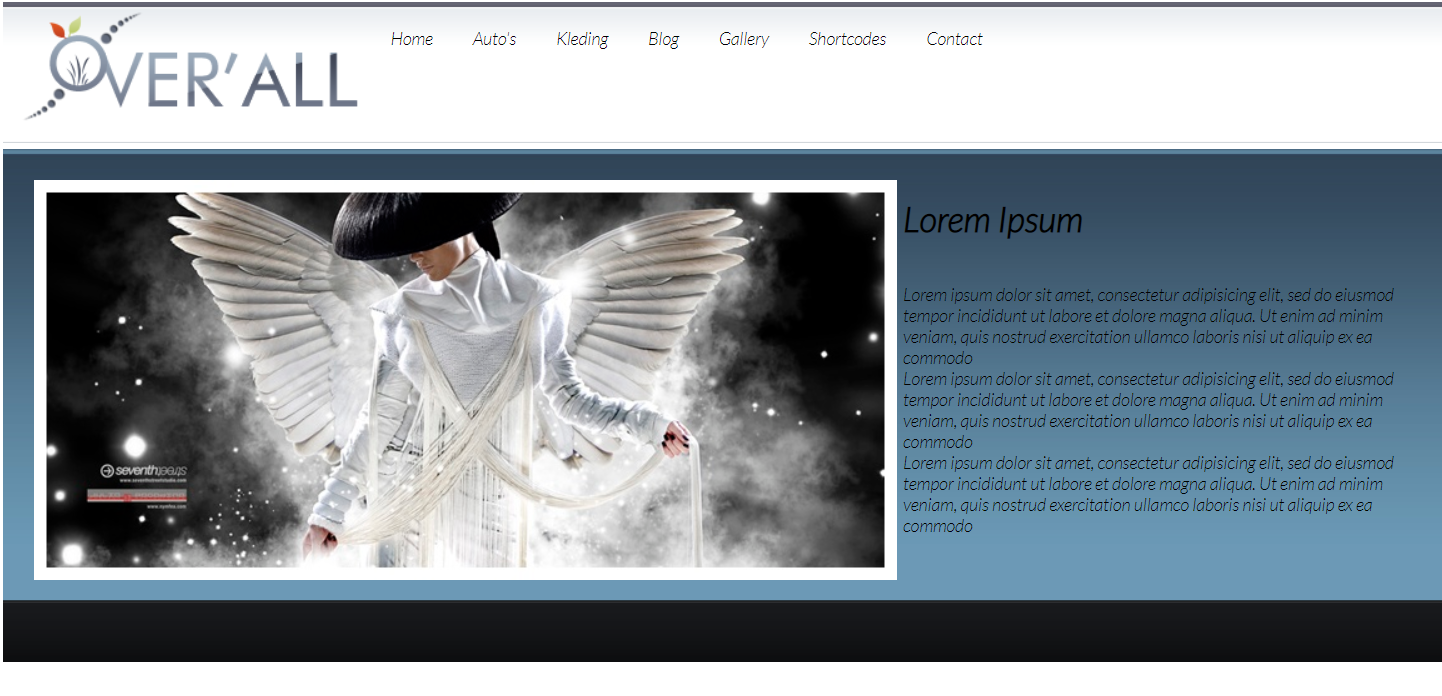 OVER'ALL
Home Auto's Kleding Blog Gallery Shortcodes Contact
Lorem Ipsum
Lorem ipsum dolor sit amet, consectetur adipisicing elit, sed do eiusmod
tempor incididunt ut labore et dolore magna aliqua. Ut enim ad minim
veniam, quis nostrud exercitation ullamco laboris nisi ut aliquip ex ea
commodo
Lorem ipsum dolor sit amet, consectetur adipisicing elit, sed do eiusmod
tempor incididunt ut labore et dolore magna aliqua. Ut enim ad minim
veniam, quis nostrud exercitation ullamco laboris nisi ut aliquip ex ea
commodo
Lorem ipsum dolor sit amet, consectetur adipisicing elit, sed do eiusmod
tempor incididunt ut labore et dolore magna aliqua. Ut enim ad minim
veniam, quis nostrud exercitation ullamco laboris nisi ut aliquip ex ea
commodo
seventh